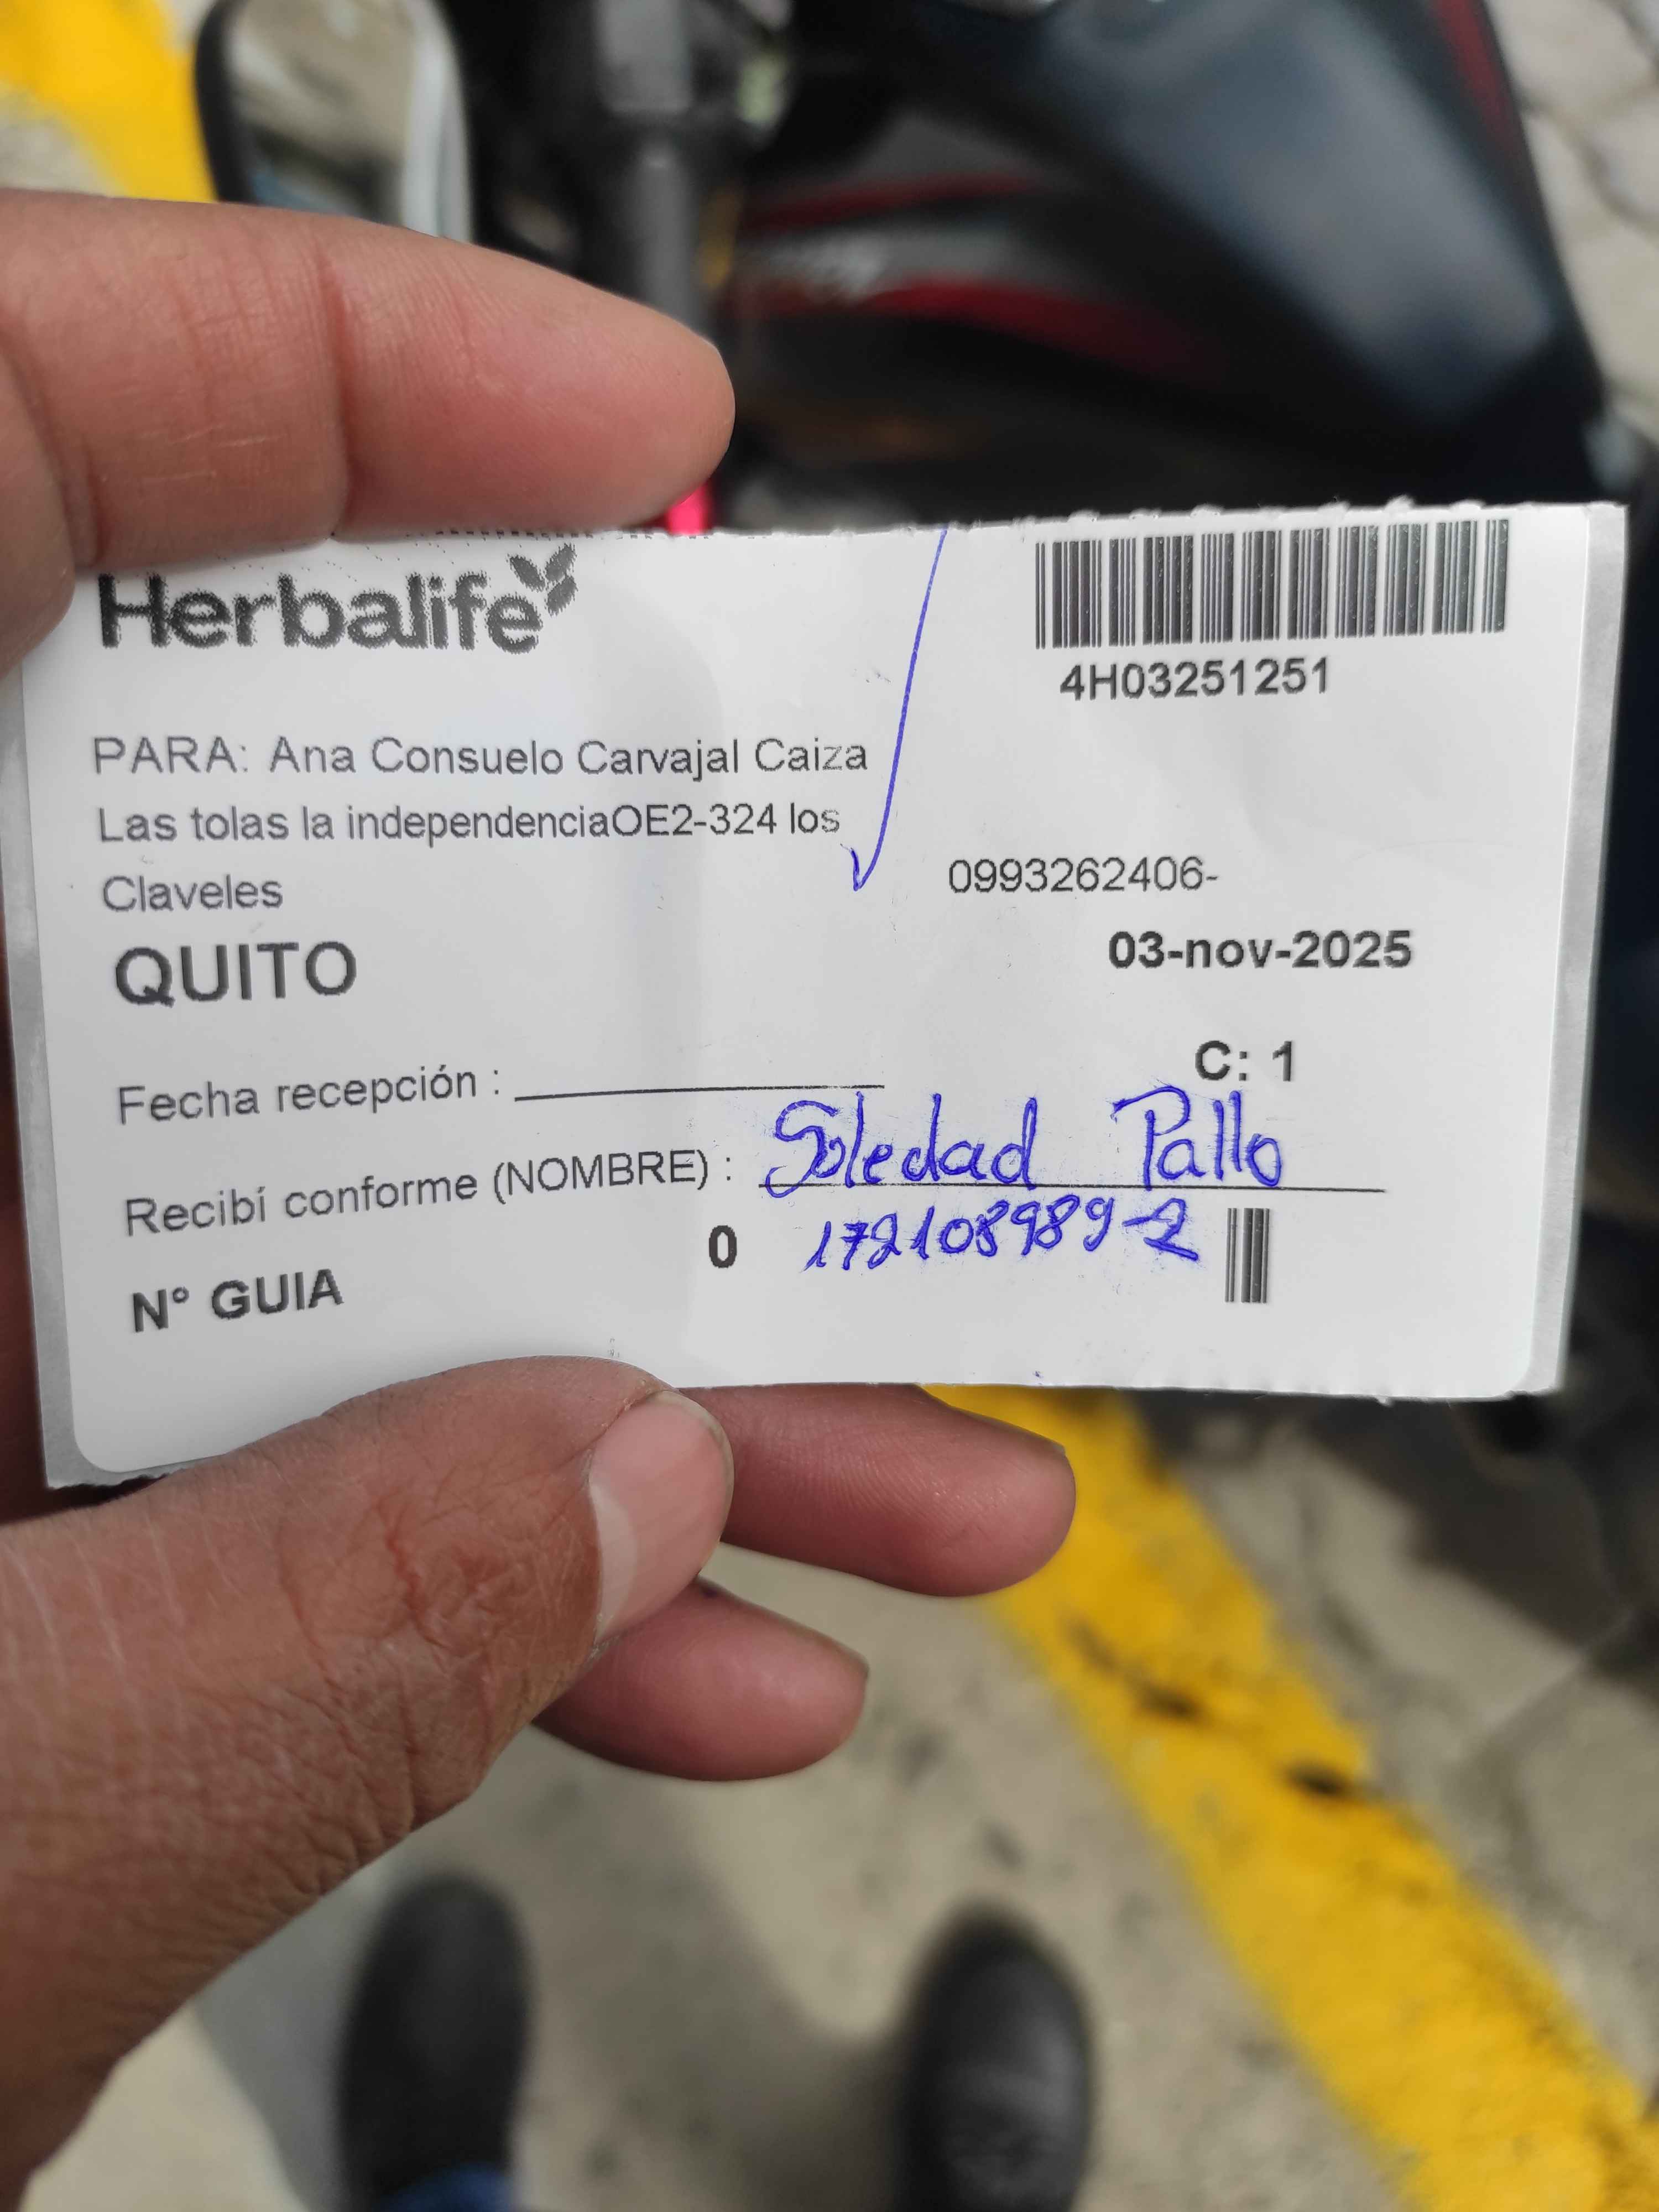 Herbalife
4H03251251
PARA: Ana Consuelo Carvajal Caiza
Las tolas la independenciaOE2-324 los
Claveles
0993262406-
QUITO
03-nov-2025
C: 1
Fecha recepción :
Recibí conforme (NOMBRE) : Soledad Pallo
0 172108989-2
N° GUIA